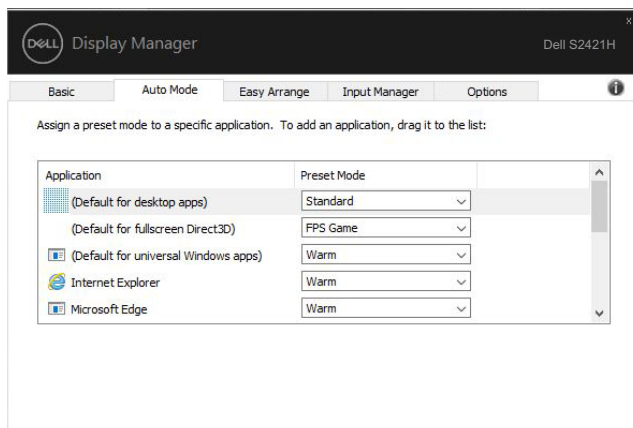 DELL Display Manager
Dell S2421H
Basic Auto Mode Easy Arrange Input Manager Options
Assign a preset mode to a specific application. To add an application, drag it to the list:
Application Preset Mode
(Default for desktop apps) Standard
(Default for fullscreen Direct3D) FPS Game
(Default for universal Windows apps) Warm
Internet Explorer Warm
Microsoft Edge Warm